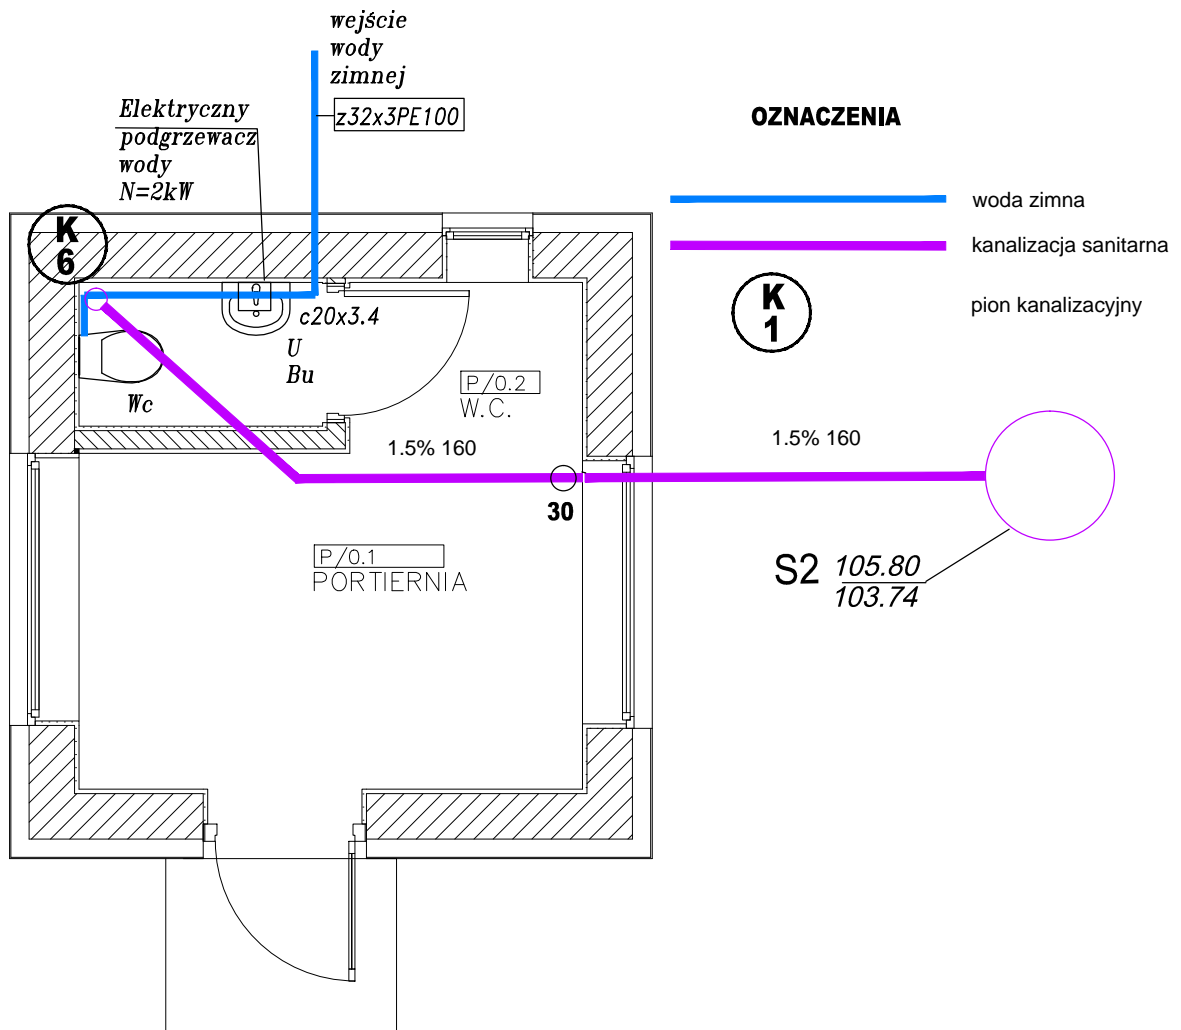 wejście
wody
zimnej
z32x3PE100
Elektryczny
podgrzewacz
wody
N=2kW
OZNACZENIA
woda zimna
kanalizacja sanitarna
K
1
pion kanalizacyjny
K
6
c20x3.4
U
Bu
Wc
P/0.2
W.C.
1.5% 160
1.5% 160
30
P/0.1
PORTIERNIA
S2
105.80
103.74